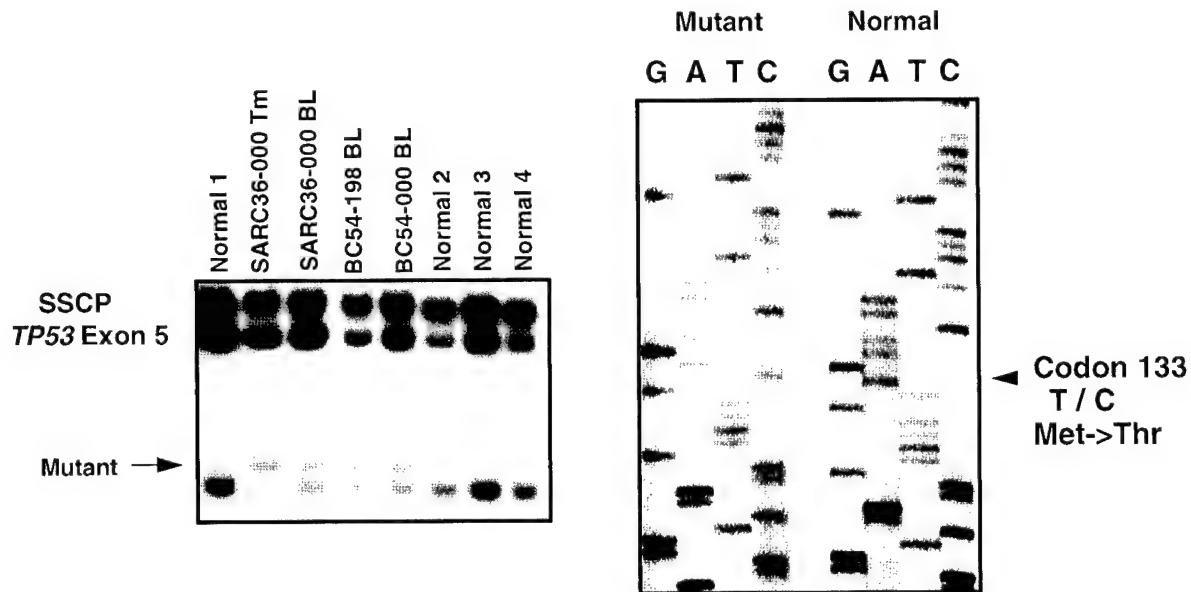 Mutant Normal
G A T C G A T C
Normal 1
SARC36-000 Tm
SARC36-000 BL
BC54-198 BL
BC54-000 BL
Normal 2
Normal 3
Normal 4
SSCP
TP53 Exon 5
Mutant
Codon 133
T / C
Met->Thr